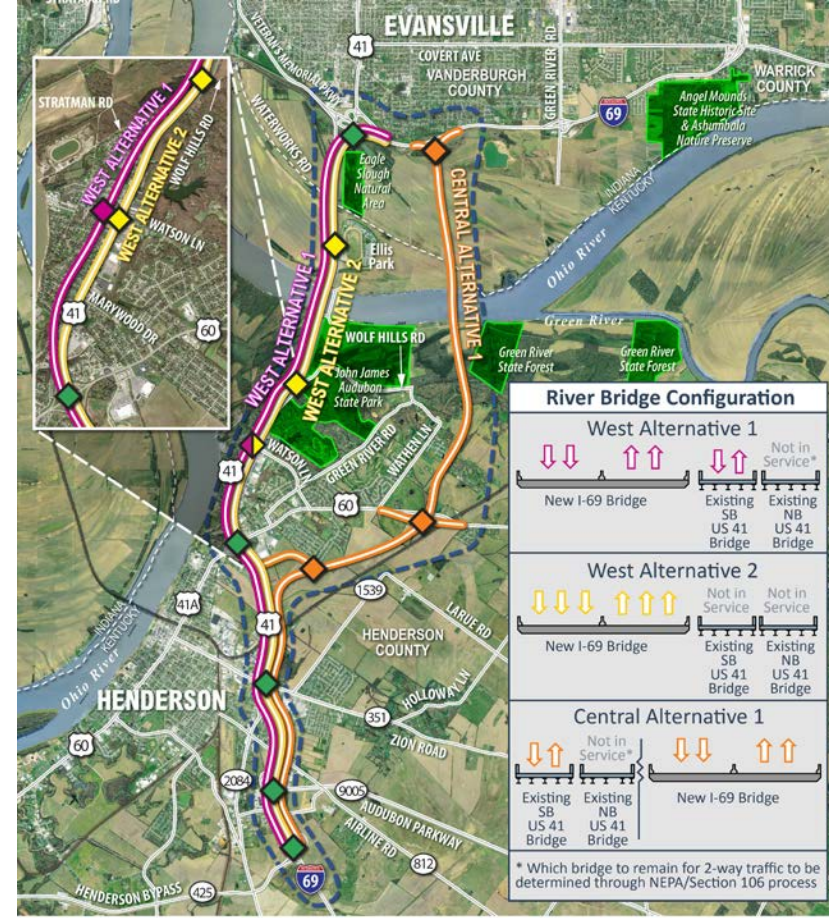 EVANSVILLE
41
COVERT AVE
VANDERBURGH
COUNTY
VETERAN'S MEMORIAL PKWY
GREEN RIVER RD
WARRICK
COUNTY
69
Angel Mounds
State Historic Site
& Ashumbala
Nature Preserve
WATERWORKS RD
Eagle
Slough
Natural
Area
CENTRAL ALTERNATIVE 1
INDIANA
KENTUCKY
Ohio River
Ellis
Park
Green River
STRATMAN RD
WEST ALTERNATIVE 1
WEST ALTERNATIVE 2
WOLF HILLS RD
WATSON LN
41
MARYWOOD DR
60
WEST ALTERNATIVE 1
WEST ALTERNATIVE 2
WOLF HILLS RD
John James
Audubon
State Park
Green River
State Forest
Green River
State Forest
WATSON LN
GREEN RIVER RD
WATHEN LN
41
60
INDIANA
KENTUCKY
Ohio River
41A
41
1539
LARUE RD
HENDERSON
COUNTY
HOLLOWAY LN
HENDERSON
351
ZION ROAD
60
2084
9005
AUDUBON PARKWAY
AIRLINE RD
812
HENDERSON BYPASS
425
69
River Bridge Configuration
West Alternative 1
Not in
Service*
New I-69 Bridge
Existing
SB
US 41
Bridge
Existing
NB
US 41
Bridge
West Alternative 2
Not in
Service
Not in
Service
New I-69 Bridge
Existing
SB
US 41
Bridge
Existing
NB
US 41
Bridge
Central Alternative 1
Not in
Service*
Existing
SB
US 41
Bridge
Existing
NB
US 41
Bridge
New I-69 Bridge
* Which bridge to remain for 2-way traffic to be
determined through NEPA/Section 106 process